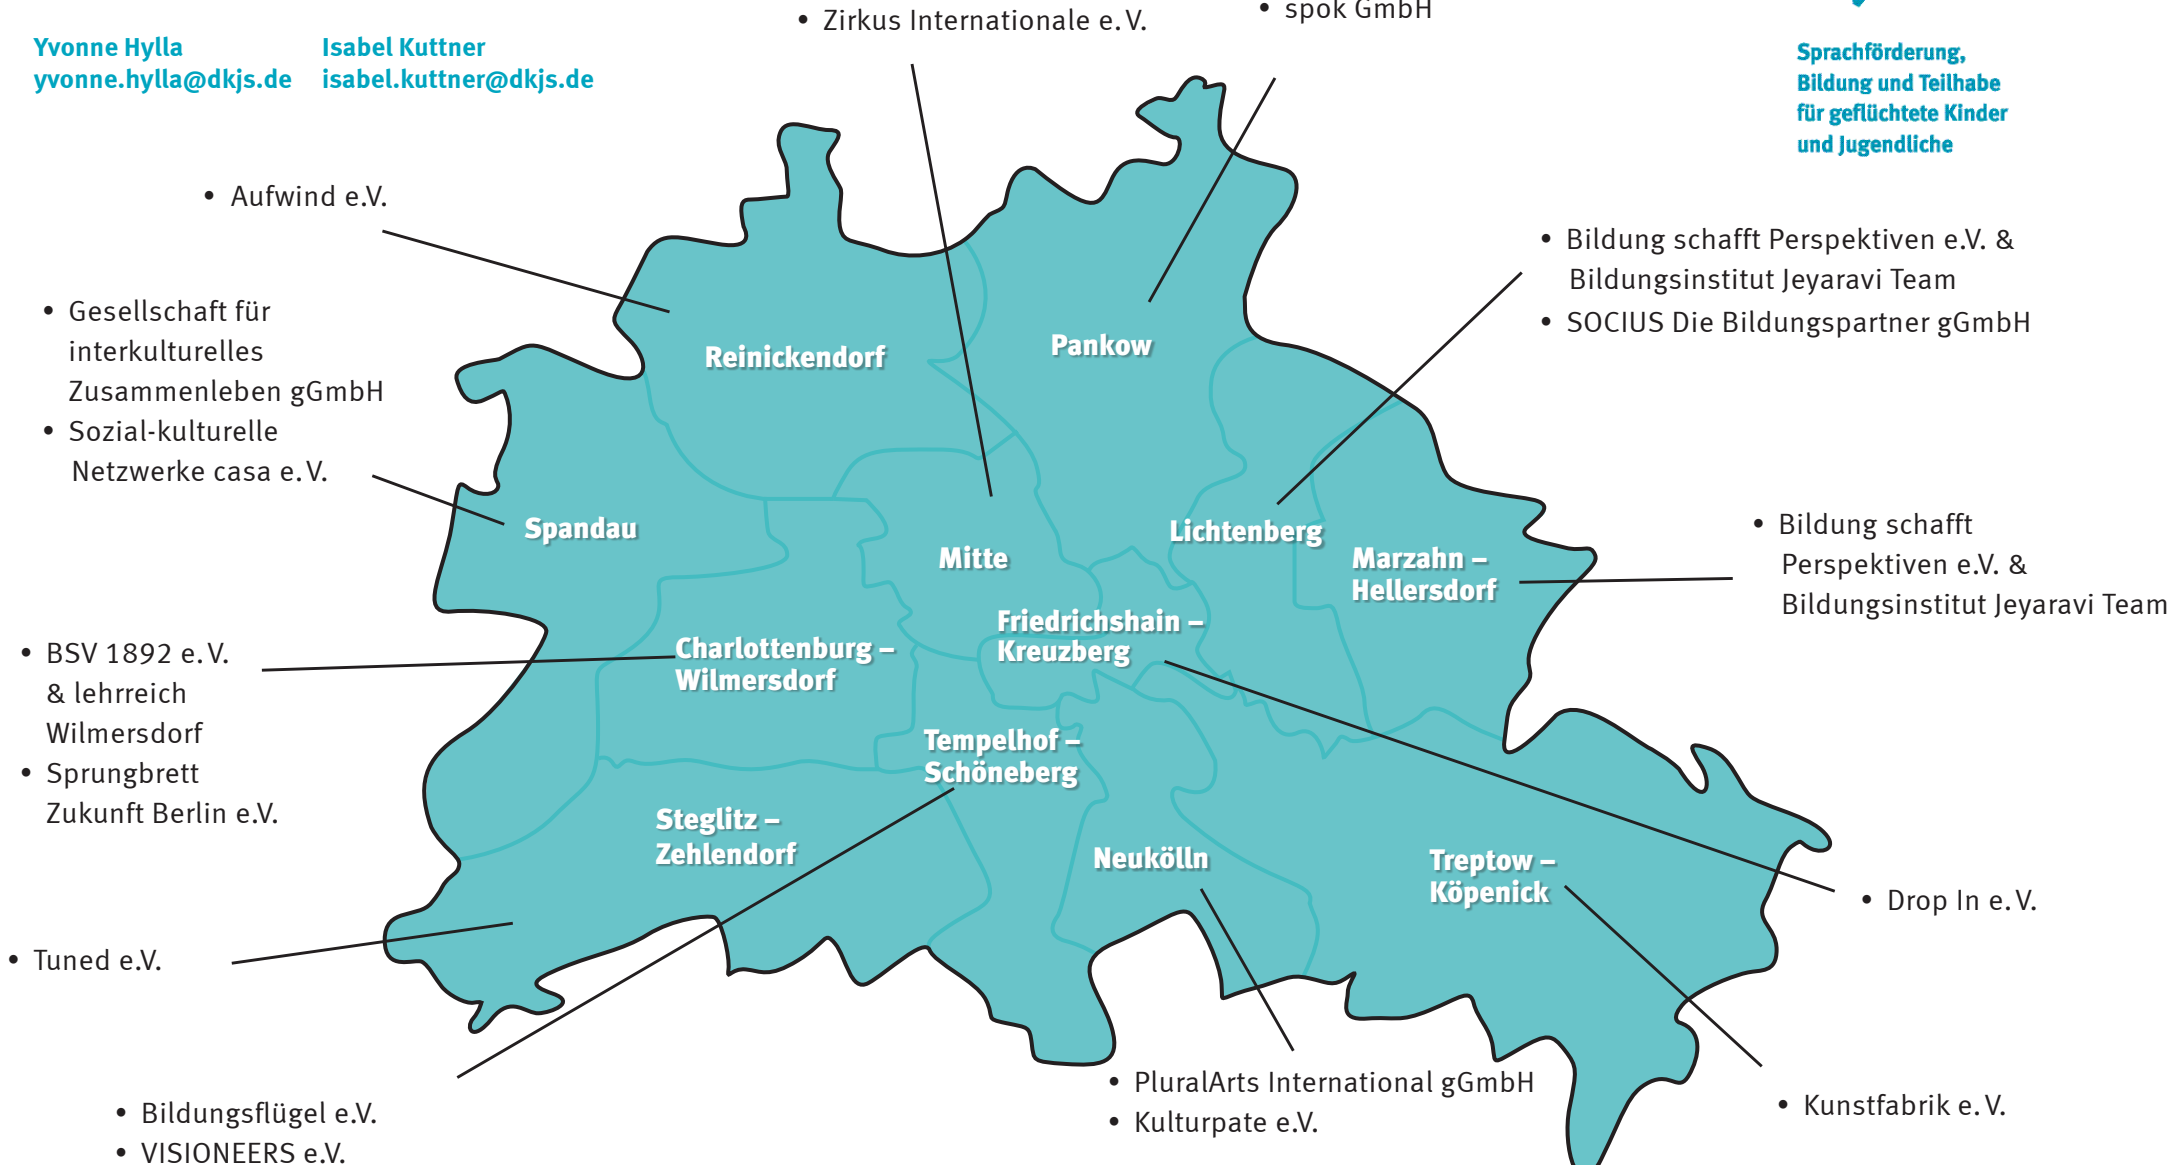 • Zirkus Internationale e.V.
• spok GmbH
Yvonne Hylla
yvonne.hylla@dkjs.de
Isabel Kuttner
isabel.kuttner@dkjs.de
Sprachförderung,
Bildung und Teilhabe
für geflüchtete Kinder
und Jugendliche
• Aufwind e.V.
• Bildung schafft Perspektiven e.V. &
Bildungsinstitut Jeyaravi Team
• SOCIUS Die Bildungspartner gGmbH
• Gesellschaft für
interkulturelles
Zusammenleben gGmbH
• Sozial-kulturelle
Netzwerke casa e.V.
Reinickendorf
Pankow
Spandau
Mitte
Lichtenberg
Marzahn –
Hellersdorf
• Bildung schafft
Perspektiven e.V. &
Bildungsinstitut Jeyaravi Team
Friedrichshain –
Kreuzberg
Charlottenburg –
Wilmersdorf
• BSV 1892 e.V.
& lehrreich
Wilmersdorf
• Sprungbrett
Zukunft Berlin e.V.
Tempelhof –
Schöneberg
Steglitz –
Zehlendorf
Neukölln
Treptow –
Köpenick
• Drop In e.V.
• Tuned e.V.
• PluralArts International gGmbH
• Kulturpate e.V.
• Kunstfabrik e.V.
• Bildungsflügel e.V.
• VISIONEERS e.V.